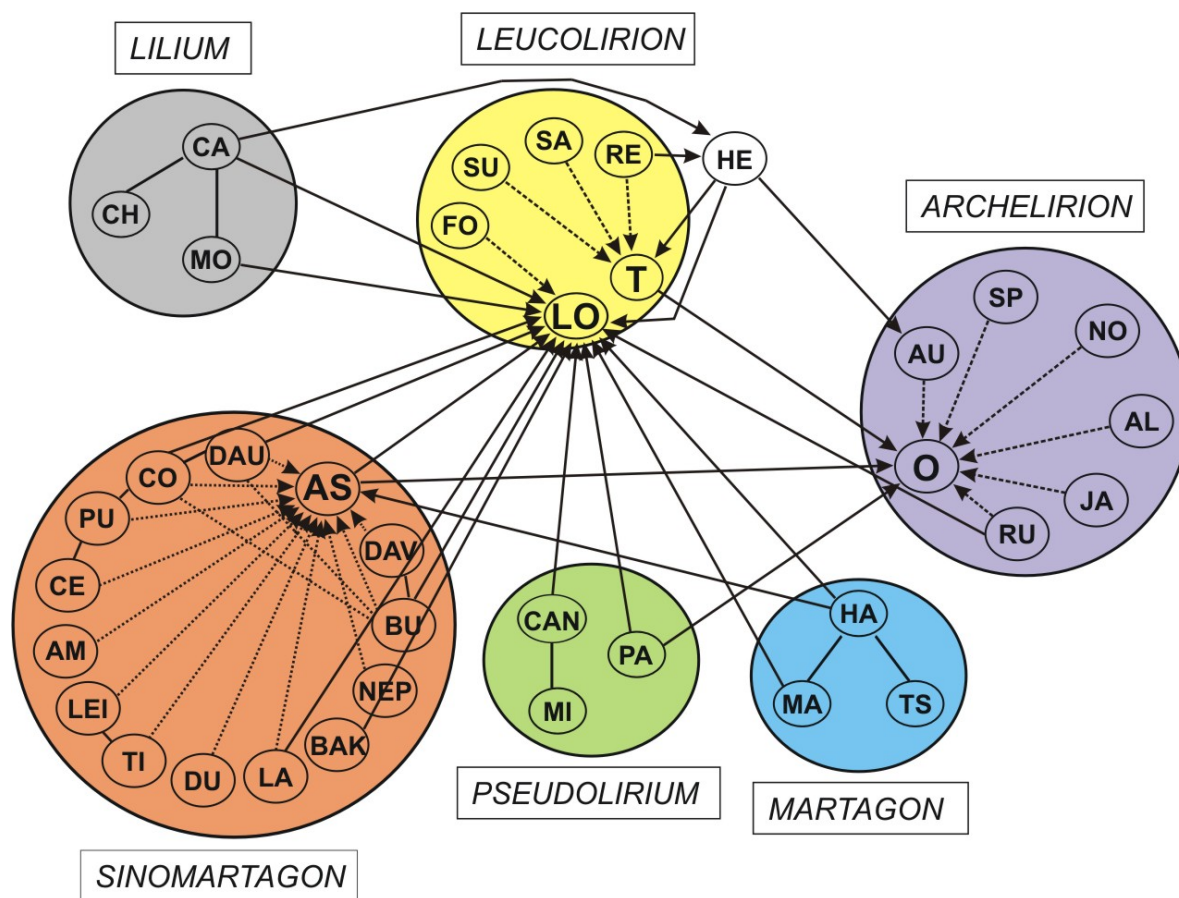 LILIUM
LEUCOLIRION
CA
CH
MO
SU
SA
RE
HE
FO
T
LO
ARCHELIRION
SP
NO
AU
AL
O
JA
RU
DAU
CO
AS
PU
DAV
CE
BU
AM
NEP
LEI
BAK
TI
DU
LA
CAN
PA
MI
HA
MA
TS
PSEUDOLIRIUM
MARTAGON
SINOMARTAGON